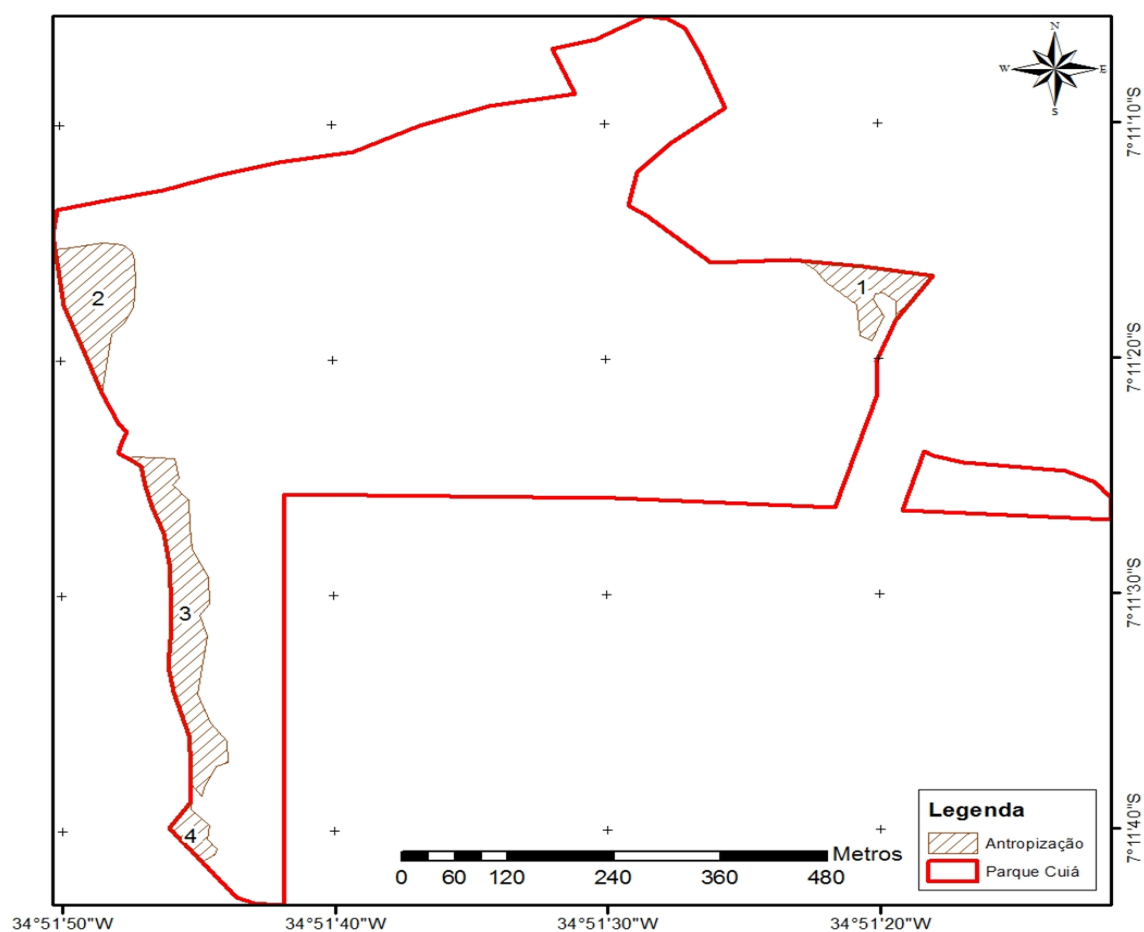 N
W E
S
7°11'10"S
1
2
7°11'20"S
3
7°11'30"S
4
7°11'40"S
Legenda
Antropização
Parque Cuiá
Metros
0 60 120 240 360 480
34°51'50"W 34°51'40"W 34°51'30"W 34°51'20"W